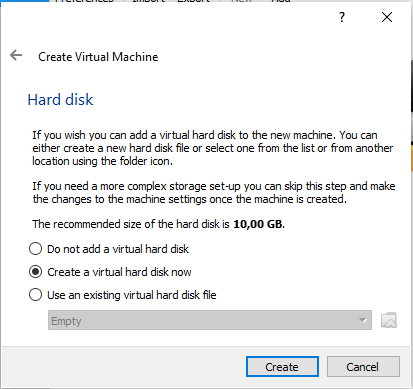 Preferences Import Export New Add
?
Create Virtual Machine
Hard disk
If you wish you can add a virtual hard disk to the new machine. You can
either create a new hard disk file or select one from the list or from another
location using the folder icon.
If you need a more complex storage set-up you can skip this step and make
the changes to the machine settings once the machine is created.
The recommended size of the hard disk is 10,00 GB.
Do not add a virtual hard disk
Create a virtual hard disk now
Use an existing virtual hard disk file
Empty
Create Cancel